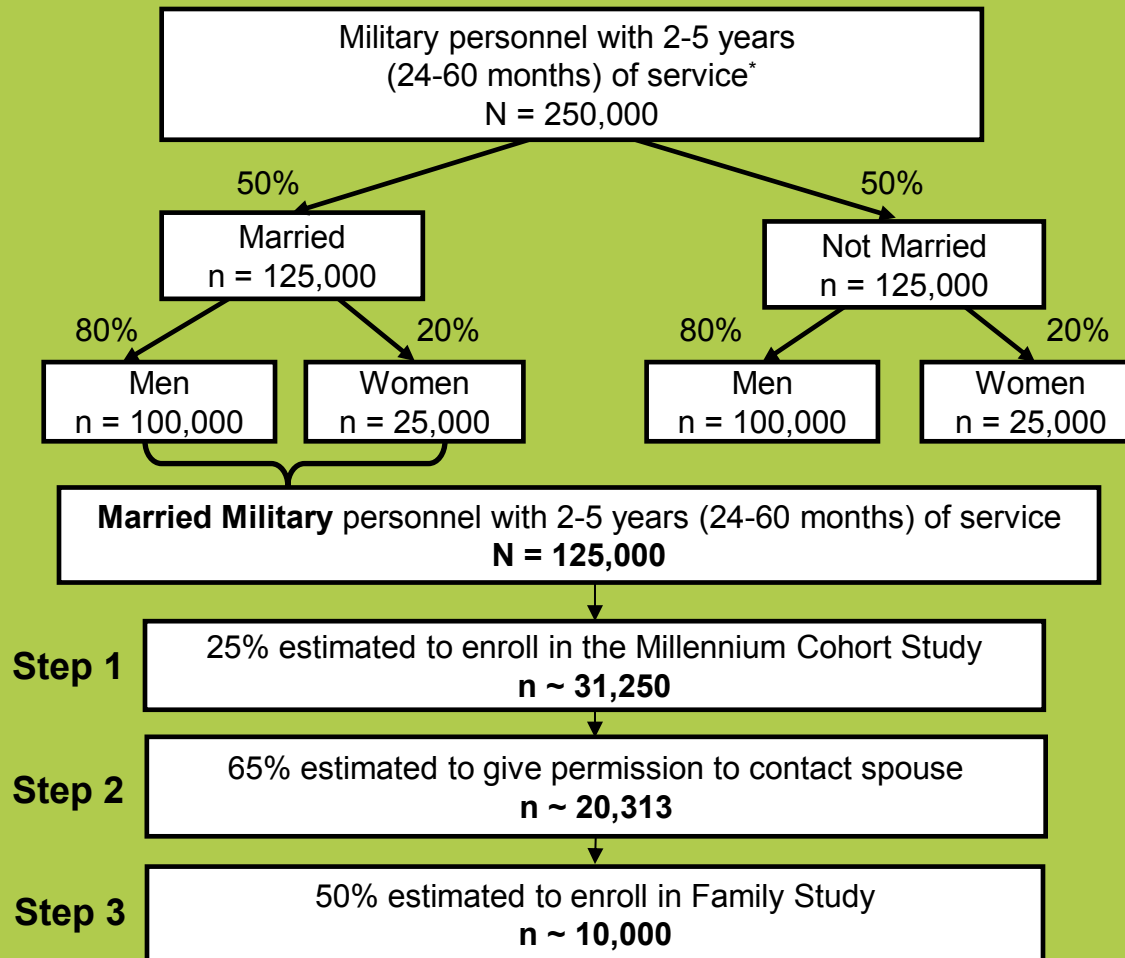 Military personnel with 2-5 years
(24-60 months) of service*
N = 250,000
50%
50%
Married
n = 125,000
Not Married
n = 125,000
80%
20%
80%
20%
Men
n = 100,000
Women
n = 25,000
Men
n = 100,000
Women
n = 25,000
Married Military personnel with 2-5 years (24-60 months) of service
N = 125,000
Step 1
25% estimated to enroll in the Millennium Cohort Study
n ~ 31,250
Step 2
65% estimated to give permission to contact spouse
n ~ 20,313
Step 3
50% estimated to enroll in Family Study
n ~ 10,000